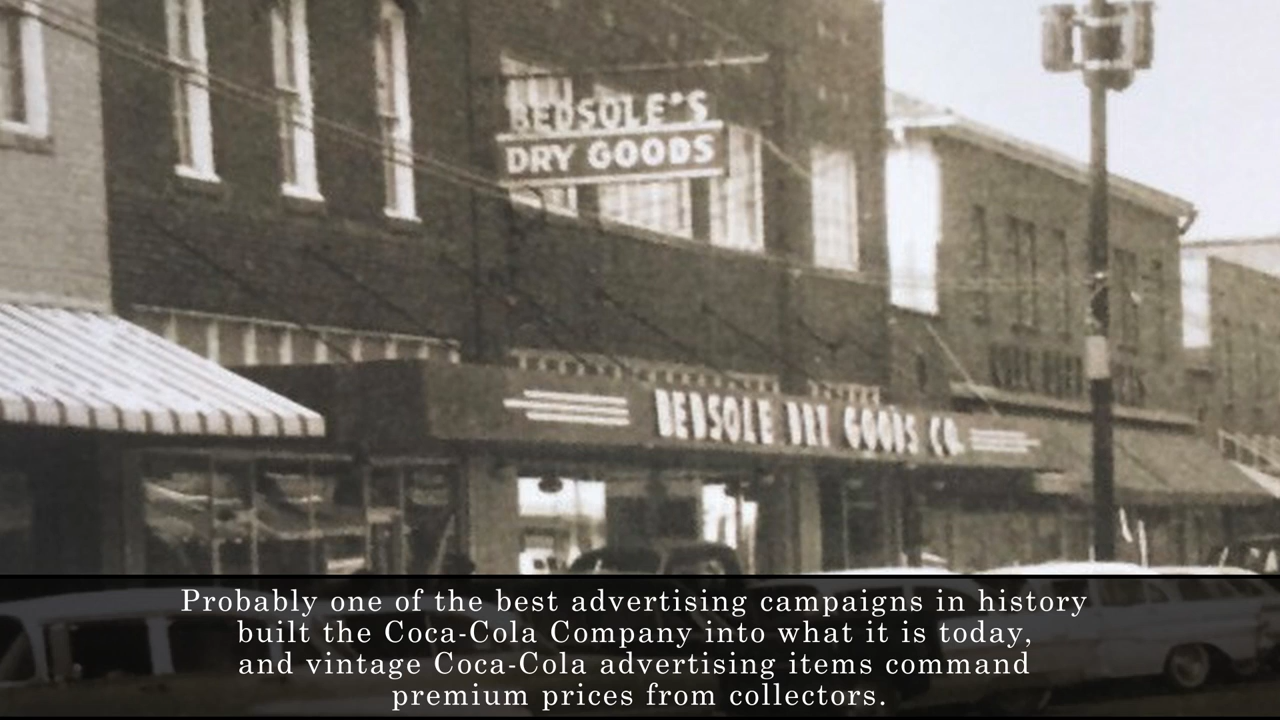 BEDSOLE'S
DRY GOODS
BEDSOLE DRY GOODS CO.
Probably one of the best advertising campaigns in history
built the Coca-Cola Company into what it is today,
and vintage Coca-Cola advertising items command
premium prices from collectors.